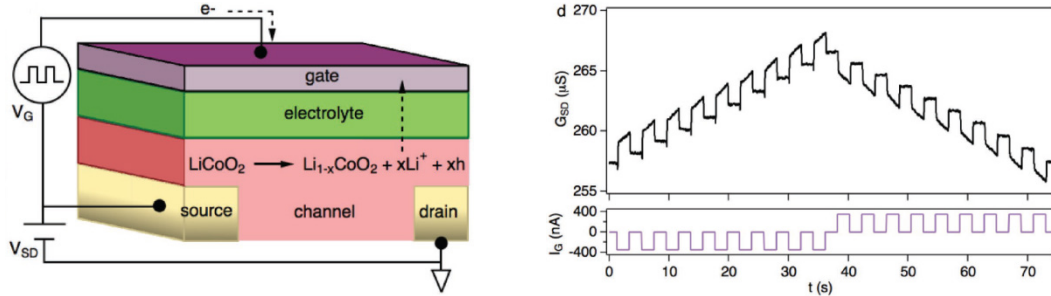 e-
gate
V_G
electrolyte
LiCoO₂ → Li₁₋ₓCoO₂ + xLi⁺ + xh
source channel drain
V_SD
d
270
265
260
255
G_SD (µS)
400
0
-400
I_G (nA)
0 10 20 30 40 50 60 70
t (s)